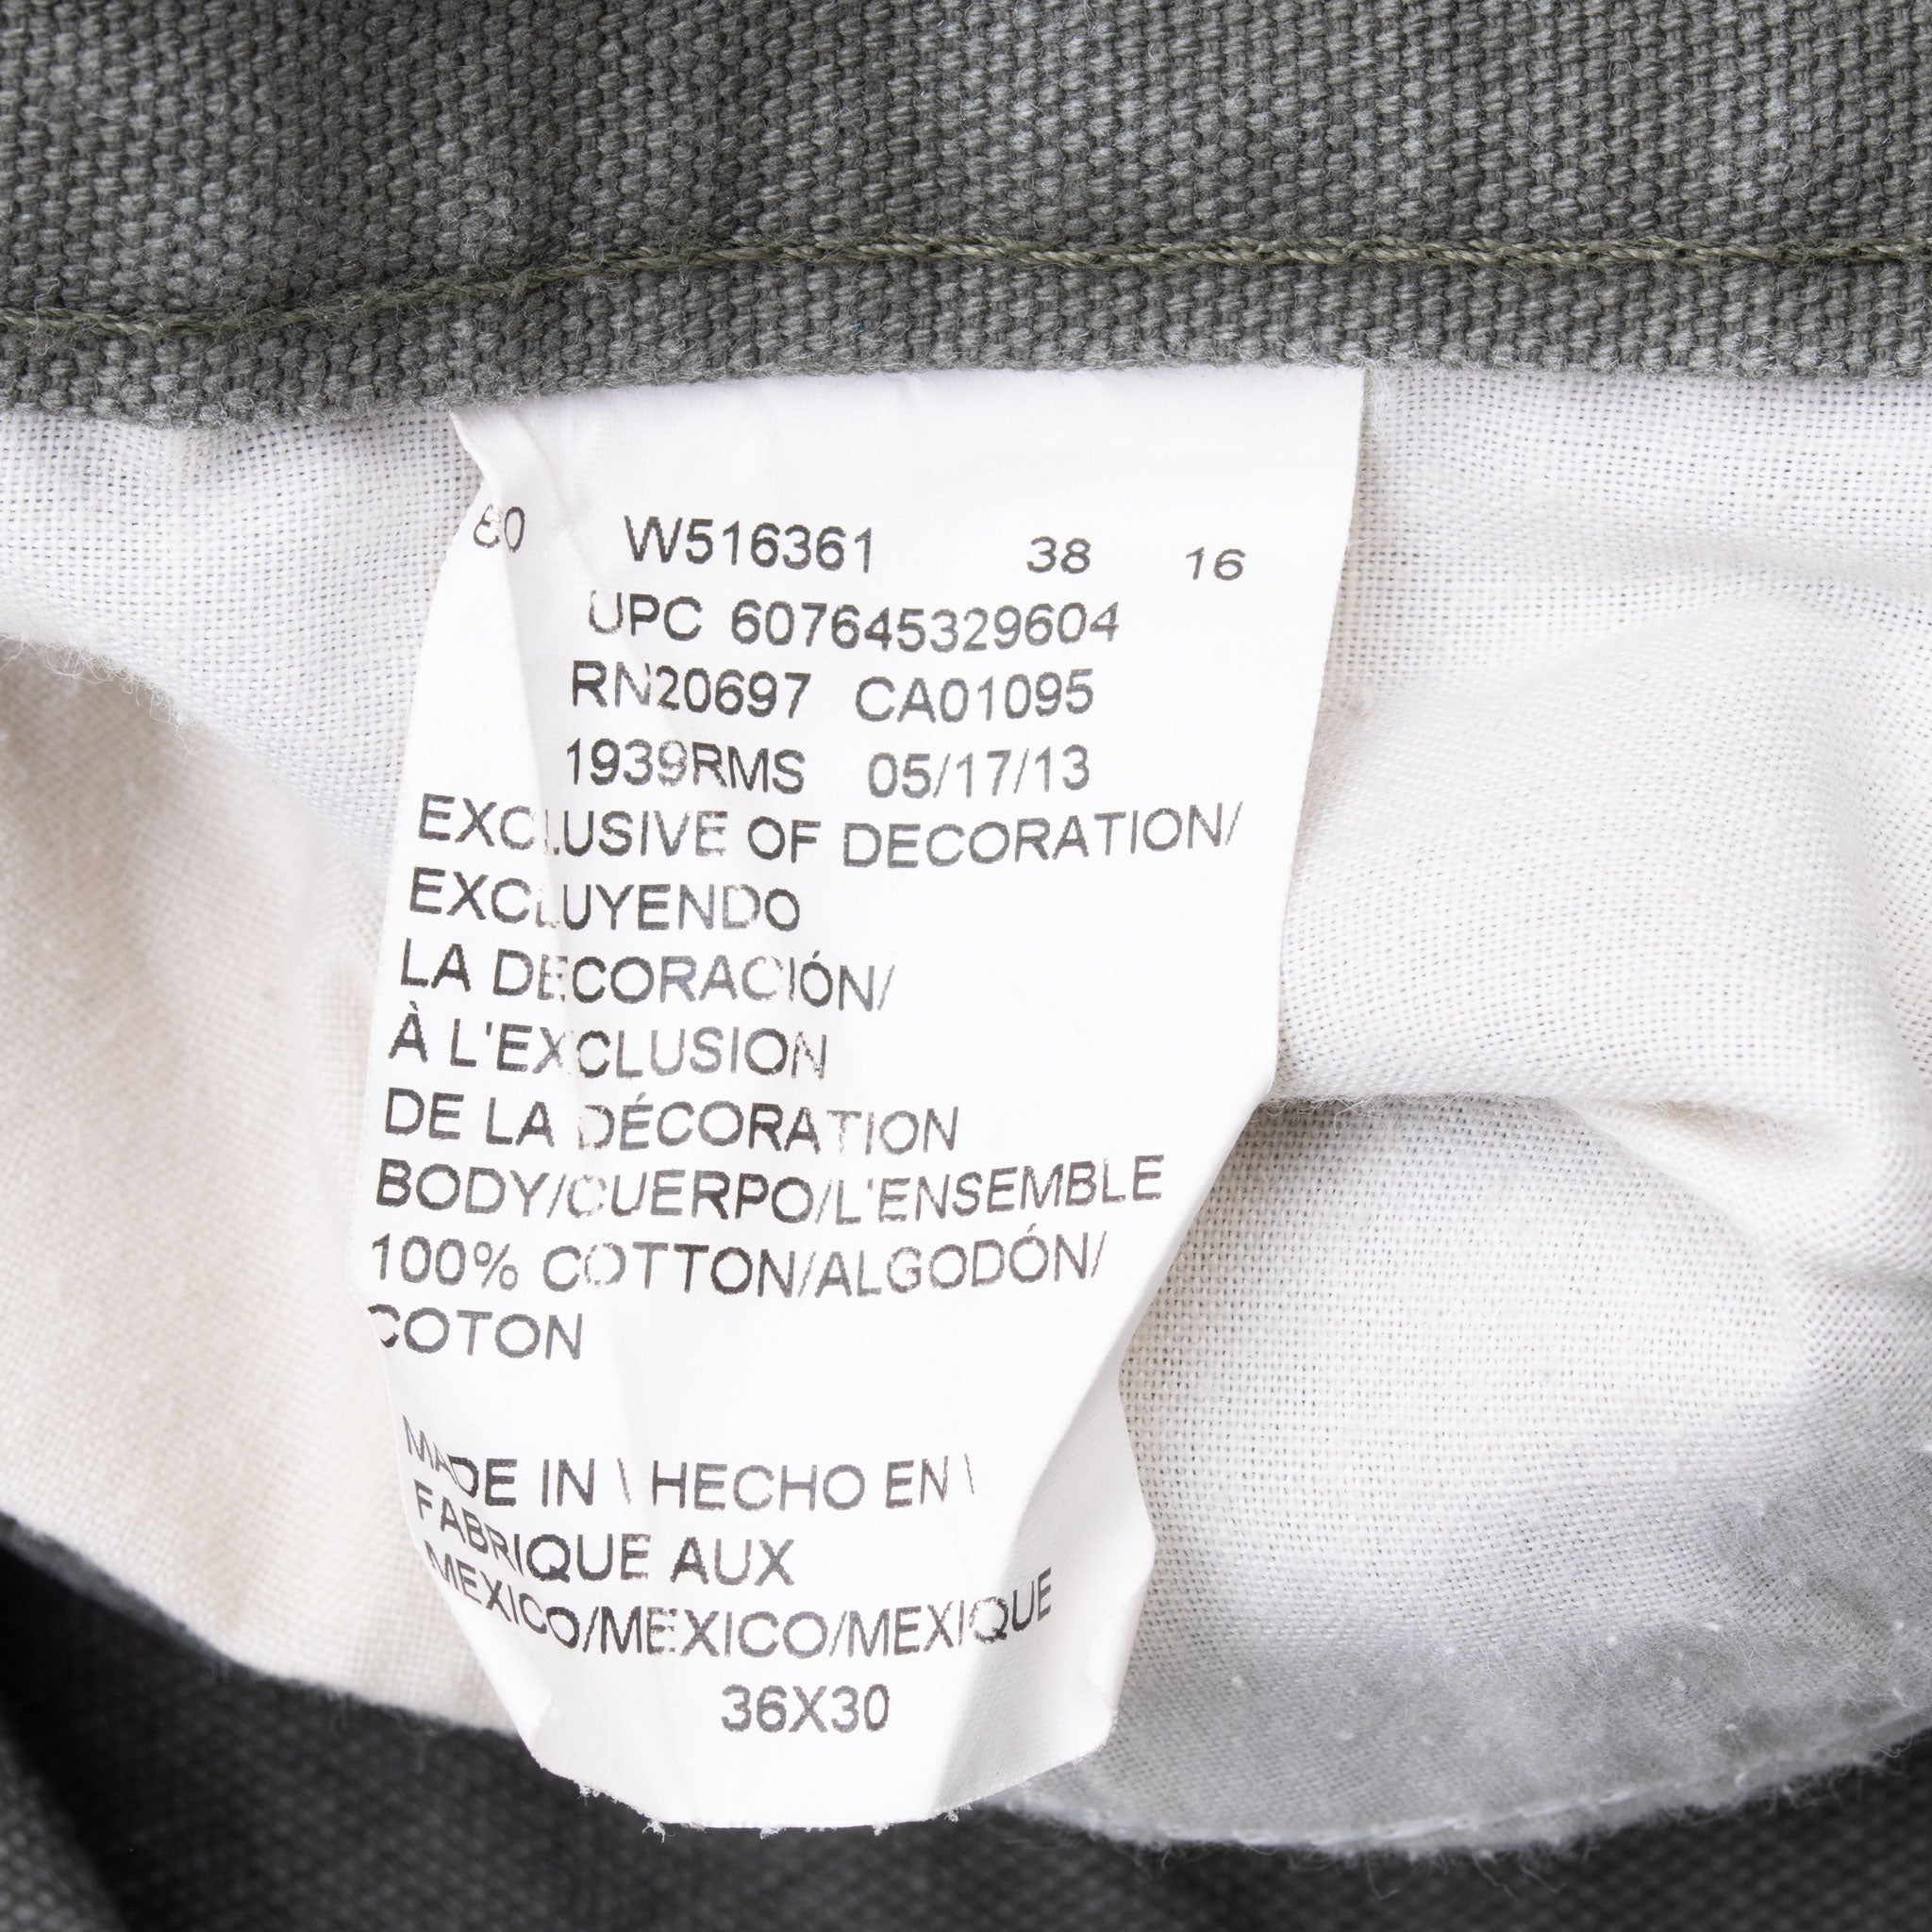 80 W516361 38 16
UPC 607645329604
RN20697 CA01095
1939RMS 05/17/13
EXCLUSIVE OF DECORATION/
EXCLUYENDO
LA DECORACIÓN/
À L'EXCLUSION
DE LA DÉCORATION
BODY/CUERPO/L'ENSEMBLE
100% COTTON/ALGODÓN/
COTON
MADE IN \ HECHO EN \
FABRIQUE AUX
MEXICO/MEXICO/MEXIQUE
36X30